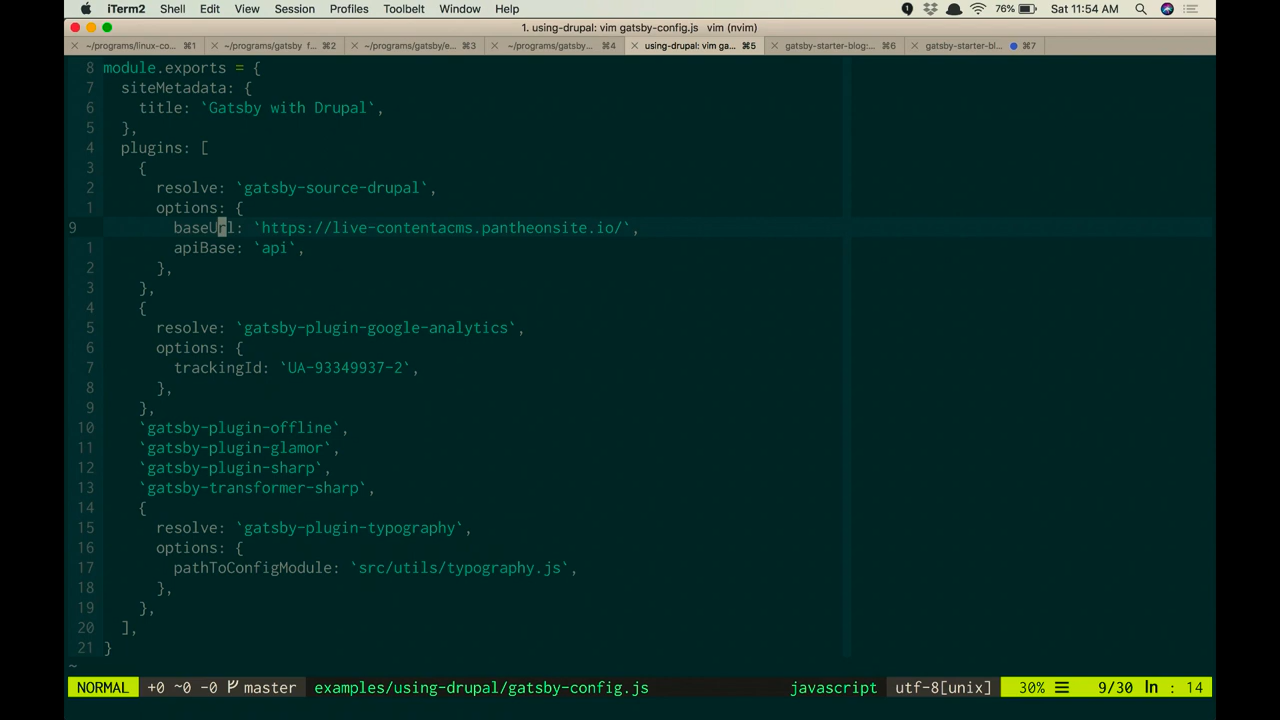 iTerm2 Shell Edit View Session Profiles Toolbelt Window Help 76% Sat 11:54 AM
1. using-drupal: vim gatsby-config.js vim (nvim)
~/programs/linux-co... ⌘1 ~/programs/gatsby_f... ⌘2 ~/programs/gatsby/e... ⌘3 ~/programs/gatsby... ⌘4 using-drupal: vim ga... ⌘5 gatsby-starter-blog:... ⌘6 gatsby-starter-bl... ⌘7
8 module.exports = {
7 siteMetadata: {
6 title: `Gatsby with Drupal`,
5 },
4 plugins: [
3 {
2 resolve: `gatsby-source-drupal`,
1 options: {
9 baseUrl: `https://live-contentacms.pantheonsite.io/`,
1 apiBase: `api`,
2 },
3 },
4 {
5 resolve: `gatsby-plugin-google-analytics`,
6 options: {
7 trackingId: `UA-93349937-2`,
8 },
9 },
10 `gatsby-plugin-offline`,
11 `gatsby-plugin-glamor`,
12 `gatsby-plugin-sharp`,
13 `gatsby-transformer-sharp`,
14 {
15 resolve: `gatsby-plugin-typography`,
16 options: {
17 pathToConfigModule: `src/utils/typography.js`,
18 },
19 },
20 ],
21 }
~
NORMAL +0 ~0 -0 master examples/using-drupal/gatsby-config.js javascript utf-8[unix] 30% ☰ 9/30 ln : 14